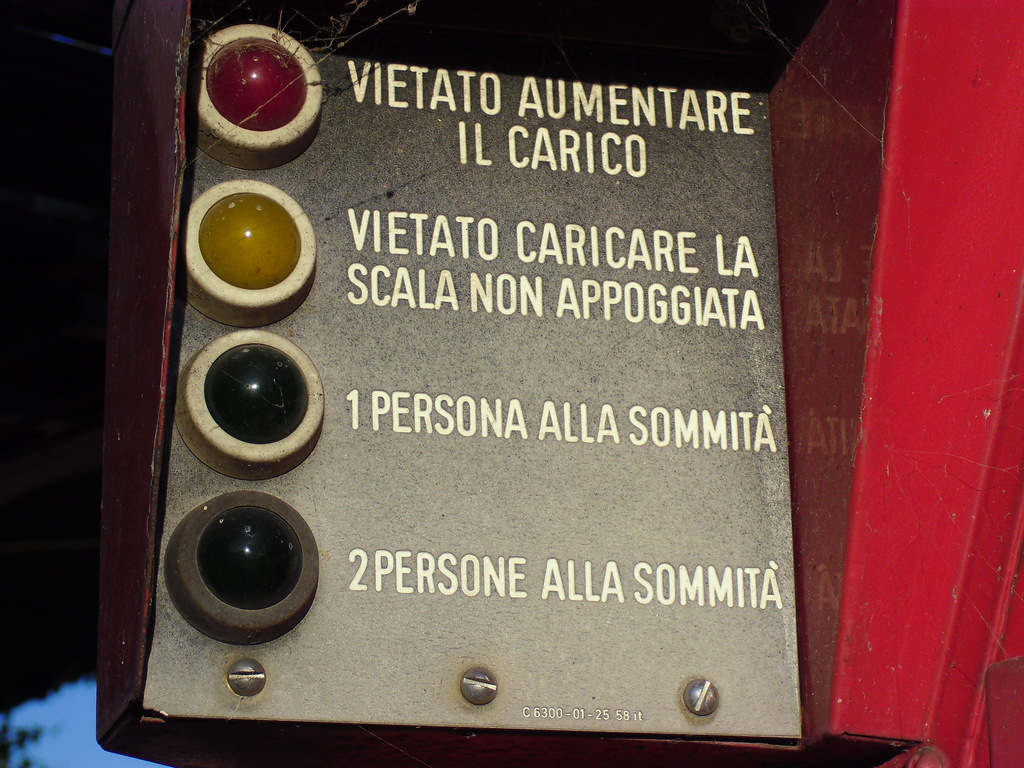 VIETATO AUMENTARE
IL CARICO
VIETATO CARICARE LA
SCALA NON APPOGGIATA
1 PERSONA ALLA SOMMITÀ
2 PERSONE ALLA SOMMITÀ
C 6300-01-25 58 it